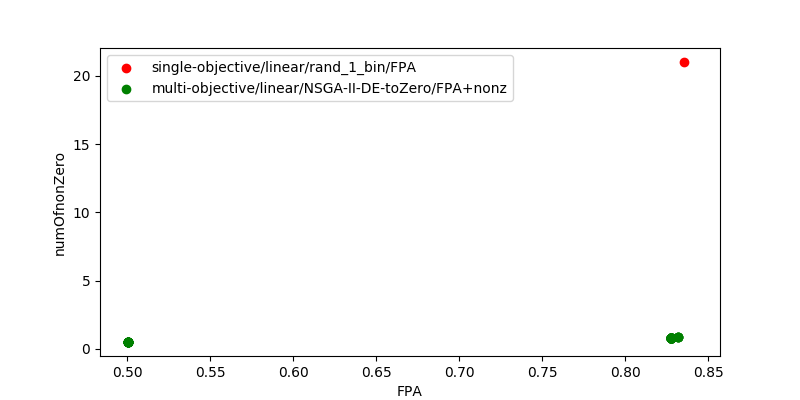 single-objective/linear/rand_1_bin/FPA
multi-objective/linear/NSGA-II-DE-toZero/FPA+nonz
20
15
10
5
0
numOfnonZero
0.50 0.55 0.60 0.65 0.70 0.75 0.80 0.85
FPA